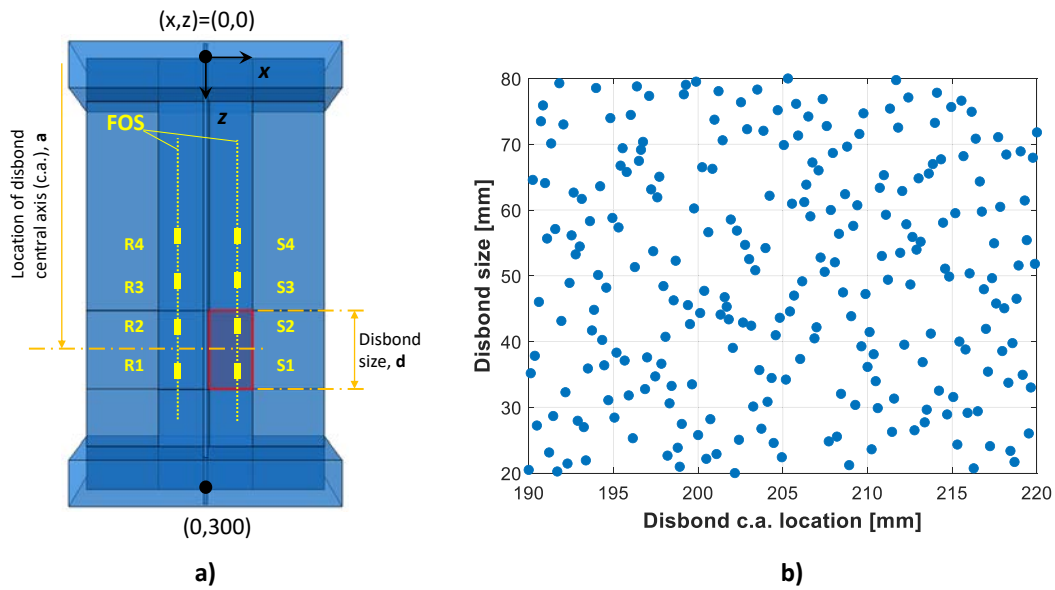 (x,z)=(0,0)
x
z
FOS
Location of disbond
central axis (c.a.), a
R4
S4
R3
S3
R2
S2
R1
S1
Disbond
size, d
(0,300)
a)
Disbond size [mm]
80
70
60
50
40
30
20
190 195 200 205 210 215 220
Disbond c.a. location [mm]
b)